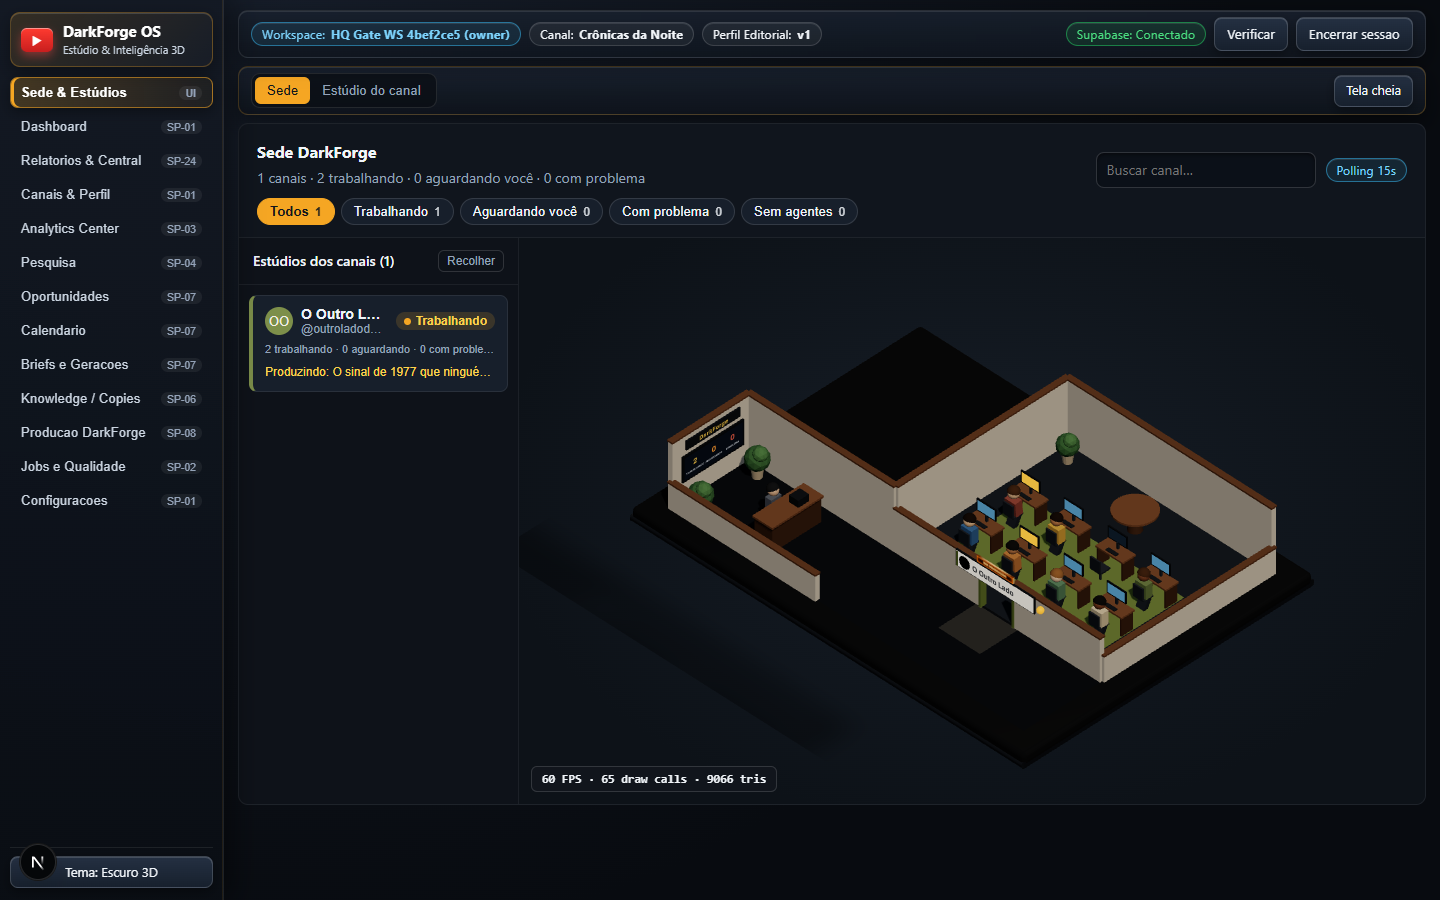 DarkForge OS
Estúdio & Inteligência 3D
Sede & Estúdios UI
Dashboard SP-01
Relatorios & Central SP-24
Canais & Perfil SP-01
Analytics Center SP-03
Pesquisa SP-04
Oportunidades SP-07
Calendario SP-07
Briefs e Geracoes SP-07
Knowledge / Copies SP-06
Producao DarkForge SP-08
Jobs e Qualidade SP-02
Configuracoes SP-01
N
Tema: Escuro 3D
Workspace: HQ Gate WS 4bef2ce5 (owner)
Canal: Crônicas da Noite
Perfil Editorial: v1
Supabase: Conectado
Verificar
Encerrar sessao
Sede
Estúdio do canal
Tela cheia
Sede DarkForge
1 canais · 2 trabalhando · 0 aguardando você · 0 com problema
Buscar canal...
Polling 15s
Todos 1
Trabalhando 1
Aguardando você 0
Com problema 0
Sem agentes 0
Estúdios dos canais (1)
Recolher
OO
O Outro L...
@outroladod...
Trabalhando
2 trabalhando · 0 aguardando · 0 com proble...
Produzindo: O sinal de 1977 que ningué...
DarkForge
2 0 0
O Outro Lado
60 FPS · 65 draw calls · 9066 tris